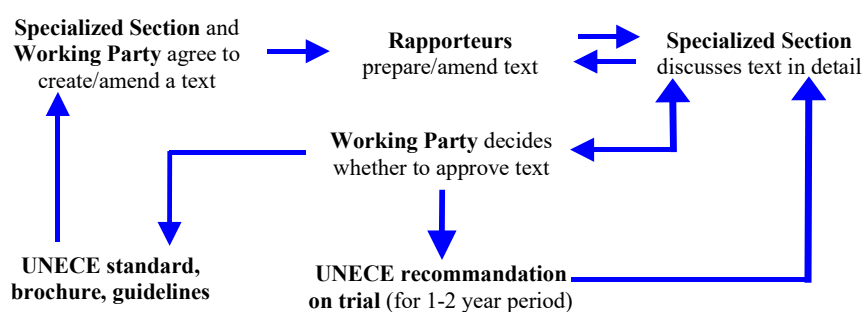 Specialized Section and
Working Party agree to
create/amend a text
Rapporteurs
prepare/amend text
Specialized Section
discusses text in detail
Working Party decides
whether to approve text
UNECE standard,
brochure, guidelines
UNECE recommandation
on trial (for 1-2 year period)